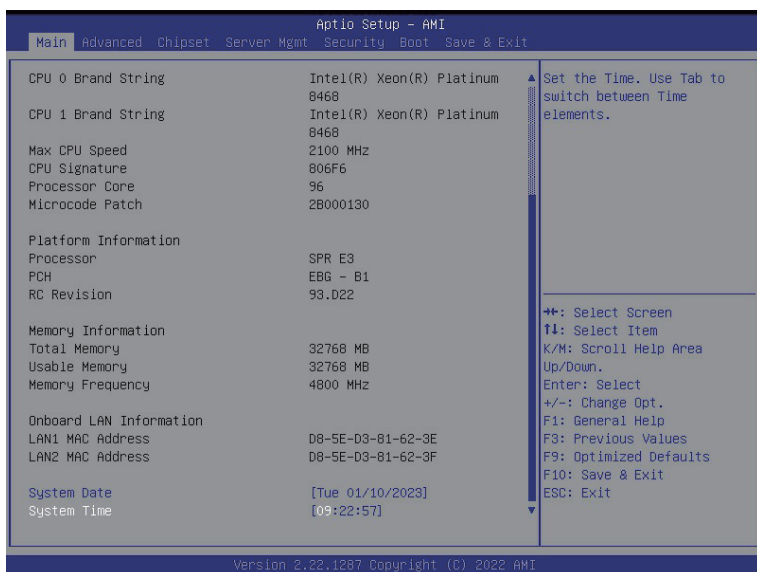 Aptio Setup - AMI
Main Advanced Chipset Server Mgmt Security Boot Save & Exit
CPU 0 Brand String Intel(R) Xeon(R) Platinum
8468
CPU 1 Brand String Intel(R) Xeon(R) Platinum
8468
Max CPU Speed 2100 MHz
CPU Signature 806F6
Processor Core 96
Microcode Patch 2B000130
Platform Information
Processor SPR E3
PCH EBG - B1
RC Revision 93.D22
Memory Information
Total Memory 32768 MB
Usable Memory 32768 MB
Memory Frequency 4800 MHz
Onboard LAN Information
LAN1 MAC Address D8-5E-D3-81-62-3E
LAN2 MAC Address D8-5E-D3-81-62-3F
System Date [Tue 01/10/2023]
System Time [09:22:57]
Set the Time. Use Tab to
switch between Time
elements.
→←: Select Screen
↑↓: Select Item
K/M: Scroll Help Area
Up/Down.
Enter: Select
+/-: Change Opt.
F1: General Help
F3: Previous Values
F9: Optimized Defaults
F10: Save & Exit
ESC: Exit
Version 2.22.1287 Copyright (C) 2022 AMI